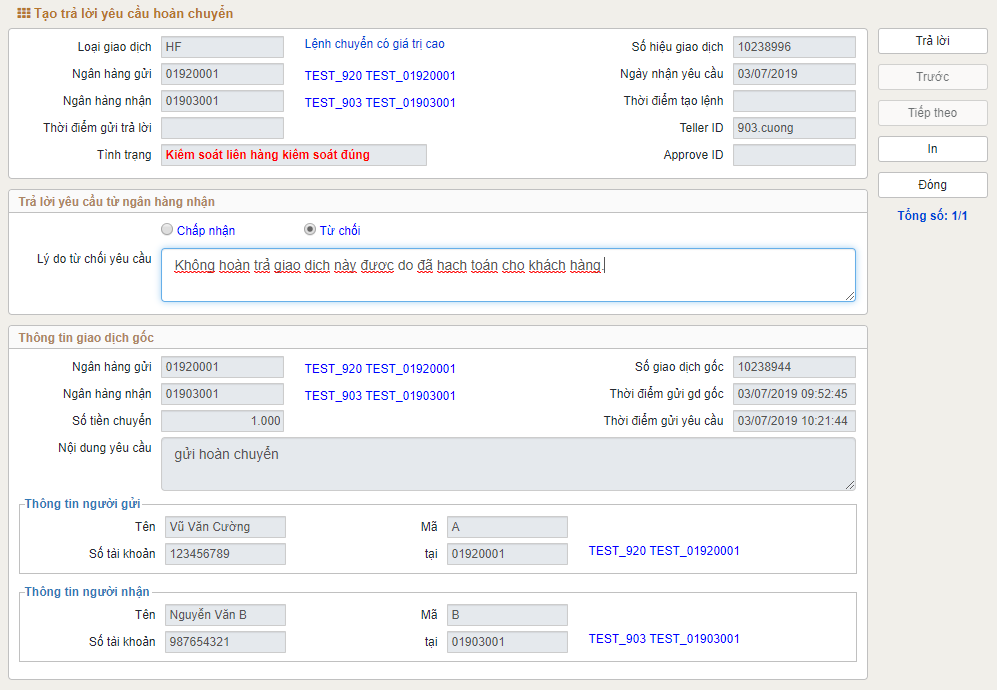 Tạo trả lời yêu cầu hoàn chuyển
Loại giao dịch HF Lệnh chuyển có giá trị cao Số hiệu giao dịch 10238996
Ngân hàng gửi 01920001 TEST_920 TEST_01920001 Ngày nhận yêu cầu 03/07/2019
Ngân hàng nhận 01903001 TEST_903 TEST_01903001 Thời điểm tạo lệnh
Thời điểm gửi trả lời Teller ID 903.cuong
Tình trạng Kiểm soát liên hàng kiểm soát đúng Approve ID
Trả lời
Trước
Tiếp theo
In
Đóng
Tổng số: 1/1
Trả lời yêu cầu từ ngân hàng nhận
Chấp nhận Từ chối
Lý do từ chối yêu cầu Không hoàn trả giao dich này được do đã hach toán cho khách hàng.
Thông tin giao dịch gốc
Ngân hàng gửi 01920001 TEST_920 TEST_01920001 Số giao dịch gốc 10238944
Ngân hàng nhận 01903001 TEST_903 TEST_01903001 Thời điểm gửi gd gốc 03/07/2019 09:52:45
Số tiền chuyển 1.000 Thời điểm gửi yêu cầu 03/07/2019 10:21:44
Nội dung yêu cầu gửi hoàn chuyển
Thông tin người gửi
Tên Vũ Văn Cường Mã A
Số tài khoản 123456789 tại 01920001 TEST_920 TEST_01920001
Thông tin người nhận
Tên Nguyễn Văn B Mã B
Số tài khoản 987654321 tại 01903001 TEST_903 TEST_01903001